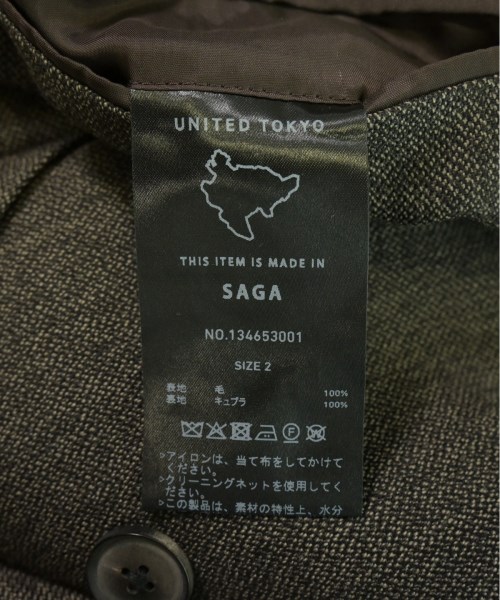 UNITED TOKYO
THIS ITEM IS MADE IN
SAGA
NO.134653001
SIZE 2
表地 毛 100%
裏地 キュプラ 100%
>アイロンは、当て布をしてかけて
ください。
>クリーニングネットを使用してく
ださい。
>この製品は、素材の特性上、水分